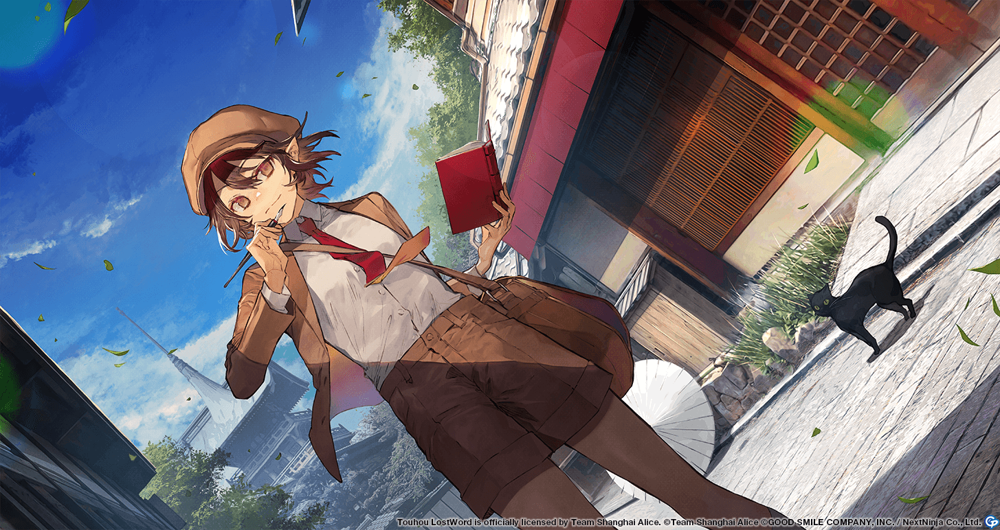 Touhou LostWord is officially licensed by Team Shanghai Alice. ©Team Shanghai Alice ©GOOD SMILE COMPANY, INC. / NextNinja Co., Ltd.